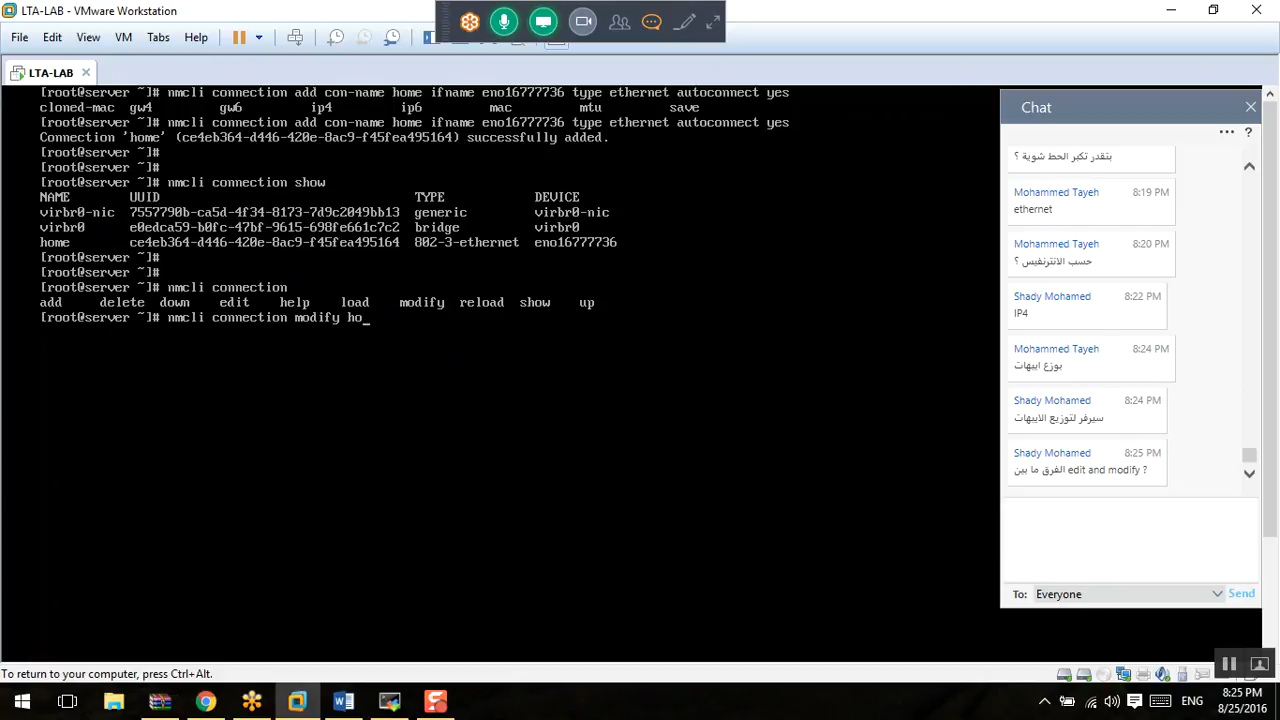 LTA-LAB - VMware Workstation
File Edit View VM Tabs Help
LTA-LAB
[root@server ~]# nmcli connection add con-name home ifname eno16777736 type ethernet autoconnect yes
cloned-mac gw4 gw6 ip4 ip6 mac mtu save
[root@server ~]# nmcli connection add con-name home ifname eno16777736 type ethernet autoconnect yes
Connection 'home' (ce4eb364-d446-420e-8ac9-f45fea495164) successfully added.
[root@server ~]#
[root@server ~]#
[root@server ~]# nmcli connection show
NAME UUID TYPE DEVICE
virbr0-nic 7557790b-ca5d-4f34-8173-7d9c2049bb13 generic virbr0-nic
virbr0 e0edca59-b0fc-47bf-9615-698fe661c7c2 bridge virbr0
home ce4eb364-d446-420e-8ac9-f45fea495164 802-3-ethernet eno16777736
[root@server ~]#
[root@server ~]#
[root@server ~]# nmcli connection
add delete down edit help load modify reload show up
[root@server ~]# nmcli connection modify ho_
Chat
?
بتقدر تكبر الحط شوية ؟
Mohammed Tayeh 8:19 PM
ethernet
Mohammed Tayeh 8:20 PM
حسب الانترنفيس ؟
Shady Mohamed 8:22 PM
IP4
Mohammed Tayeh 8:24 PM
بوزع ايبهات
Shady Mohamed 8:24 PM
سيرفر لتوزيع الايبهات
Shady Mohamed 8:25 PM
الفرق ما بين edit and modify ?
To: Everyone Send
To return to your computer, press Ctrl+Alt.
ENG
8:25 PM
8/25/2016